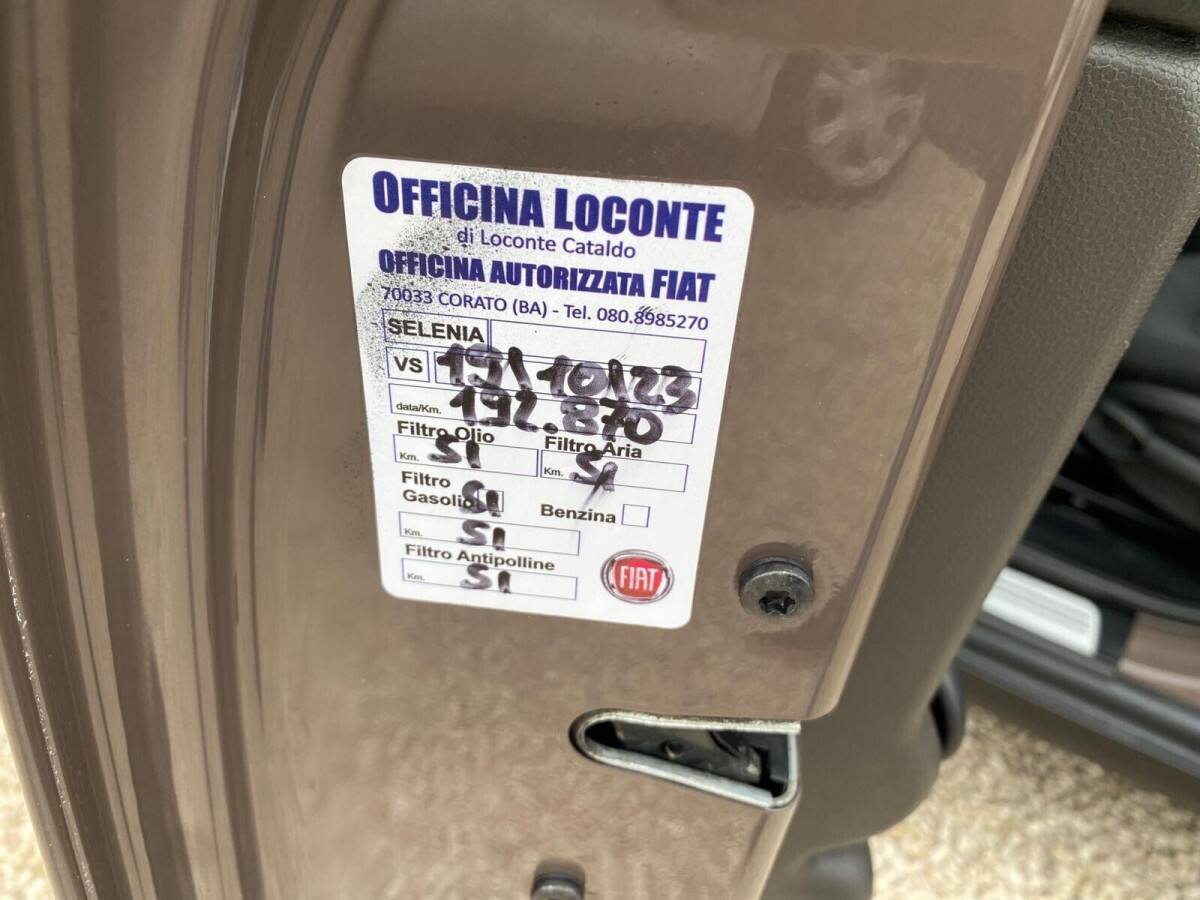 OFFICINA LOCONTE
di Loconte Cataldo
OFFICINA AUTORIZZATA FIAT
70033 CORATO (BA) - Tel. 080.8985270
SELENIA
VS 19/10/23
data/Km. 192.870
Filtro Olio Filtro Aria
Km. SI Km. SI
Filtro
Gasolio SI Benzina
Km. SI
Filtro Antipolline
Km. SI
FIAT